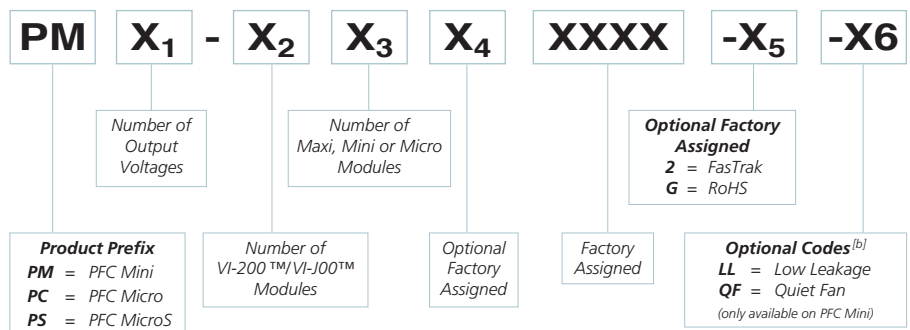 PM X₁ - X₂ X₃ X₄ XXXX -X₅ -X6
Number of
Output
Voltages
Number of
Maxi, Mini or Micro
Modules
Optional Factory
Assigned
2 = FasTrak
G = RoHS
Product Prefix
PM = PFC Mini
PC = PFC Micro
PS = PFC MicroS
Number of
VI-200™/VI-J00™
Modules
Optional
Factory
Assigned
Factory
Assigned
Optional Codes[b]
LL = Low Leakage
QF = Quiet Fan
(only available on PFC Mini)